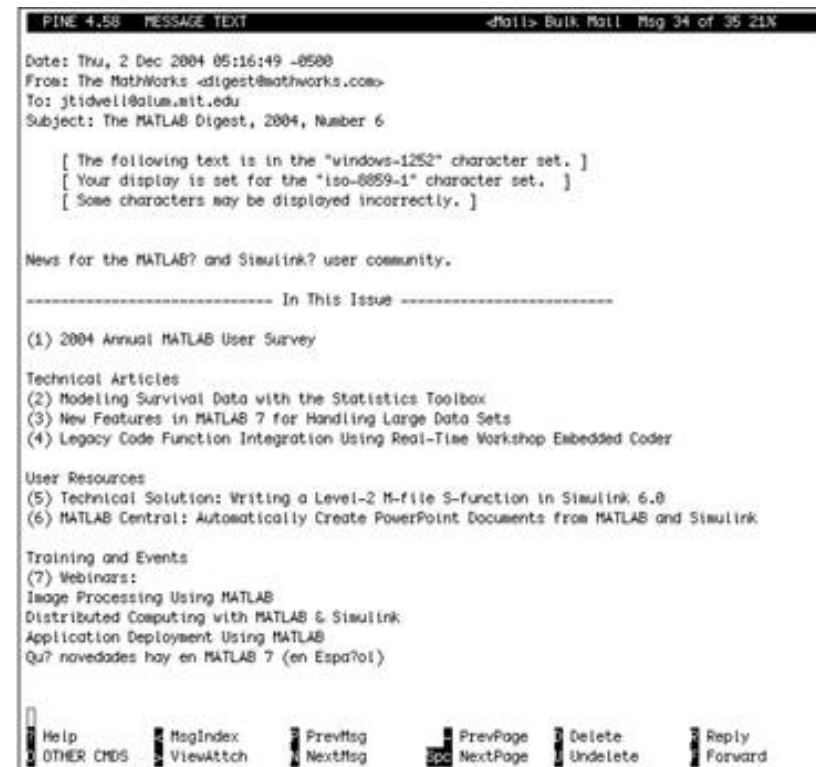 PINE 4.58 MESSAGE TEXT <Mail> Bulk Mail Msg 34 of 35 21%
Date: Thu, 2 Dec 2004 05:16:49 -0500
From: The MathWorks <digest@mathworks.com>
To: jtidwell@alum.mit.edu
Subject: The MATLAB Digest, 2004, Number 6
[ The following text is in the "windows-1252" character set. ]
[ Your display is set for the "iso-8859-1" character set. ]
[ Some characters may be displayed incorrectly. ]
News for the MATLAB? and Simulink? user community.
---------------------------- In This Issue ------------------------
(1) 2004 Annual MATLAB User Survey
Technical Articles
(2) Modeling Survival Data with the Statistics Toolbox
(3) New Features in MATLAB 7 for Handling Large Data Sets
(4) Legacy Code Function Integration Using Real-Time Workshop Embedded Coder
User Resources
(5) Technical Solution: Writing a Level-2 M-file S-function in Simulink 6.0
(6) MATLAB Central: Automatically Create PowerPoint Documents from MATLAB and Simulink
Training and Events
(7) Webinars:
Image Processing Using MATLAB
Distributed Computing with MATLAB & Simulink
Application Deployment Using MATLAB
Qu? novedades hay en MATLAB 7 (en Espa?ol)
? Help < MsgIndex P PrevMsg - PrevPage D Delete R Reply
O OTHER CMDS > ViewAttch N NextMsg Spc NextPage U Undelete F Forward